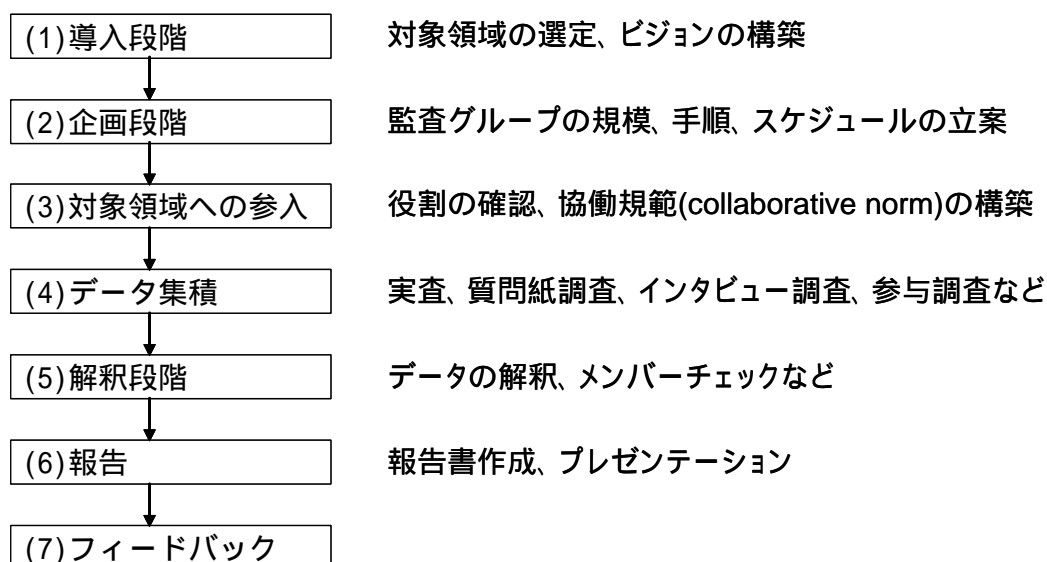 (1)導入段階 対象領域の選定、ビジョンの構築
(2)企画段階 監査グループの規模、手順、スケジュールの立案
(3)対象領域への参入 役割の確認、協働規範(collaborative norm)の構築
(4)データ集積 実査、質問紙調査、インタビュー調査、参与調査など
(5)解釈段階 データの解釈、メンバーチェックなど
(6)報告 報告書作成、プレゼンテーション
(7)フィードバック